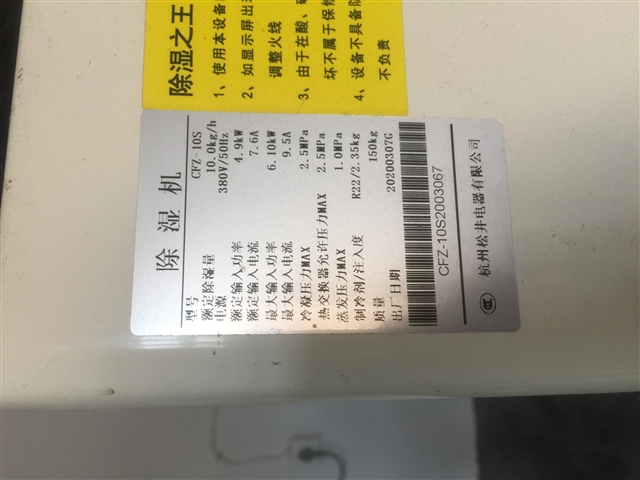 除湿之王
1、使用本设备
2、如显示屏出
调整火线
3、由于在酸、
坏不属于保修
4、设备不具备防
不负责
除湿机
型号 CFZ-10S
额定除湿量 10.0kg/h
电源 380V/50Hz
额定输入功率 4.9kW
额定输入电流 7.6A
最大输入功率 6.10kW
最大输入电流 9.5A
冷凝压力MAX 2.5MPa
热交换器允许压力MAX 2.5MPa
蒸发压力MAX 1.0MPa
制冷剂/注入度 R22/2.35kg
质量 150kg
出厂日期 20200307G
CFZ-10S2003067
杭州松井电器有限公司